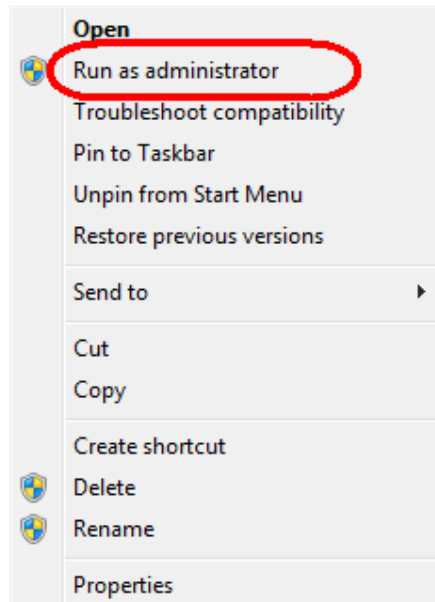 Open
Run as administrator
Troubleshoot compatibility
Pin to Taskbar
Unpin from Start Menu
Restore previous versions
Send to
Cut
Copy
Create shortcut
Delete
Rename
Properties